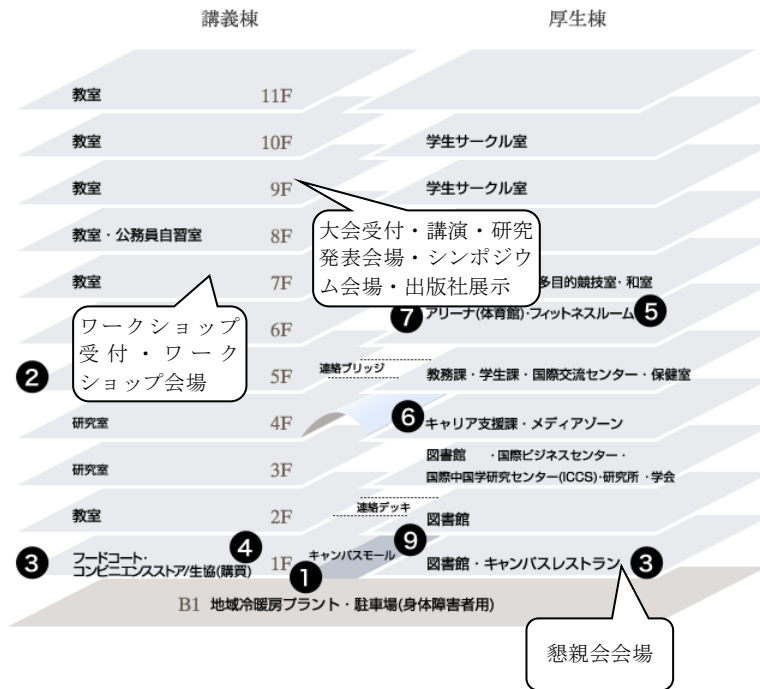 講義棟
厚生棟
教室 11F
教室 10F 学生サークル室
教室 9F 学生サークル室
大会受付・講演・研究
発表会場・シンポジウ
ム会場・出版社展示
教室・公務員自習室 8F
教室 7F 多目的競技室・和室
ワークショップ
受付・ワーク
ショップ会場
6F 7 アリーナ(体育館)・フィットネスルーム 5
2 5F 連絡ブリッジ 教務課・学生課・国際交流センター・保健室
研究室 4F 6 キャリア支援課・メディアゾーン
研究室 3F 図書館 ・国際ビジネスセンター・
国際中国学研究センター(ICCS)・研究所・学会
教室 2F 連絡デッキ 図書館
3 フードコート・
コンビニエンスストア/生協(購買) 4 1F 1 キャンパスモール 9 図書館・キャンパスレストラン 3
B1 地域冷暖房プラント・駐車場(身体障害者用)
懇親会会場